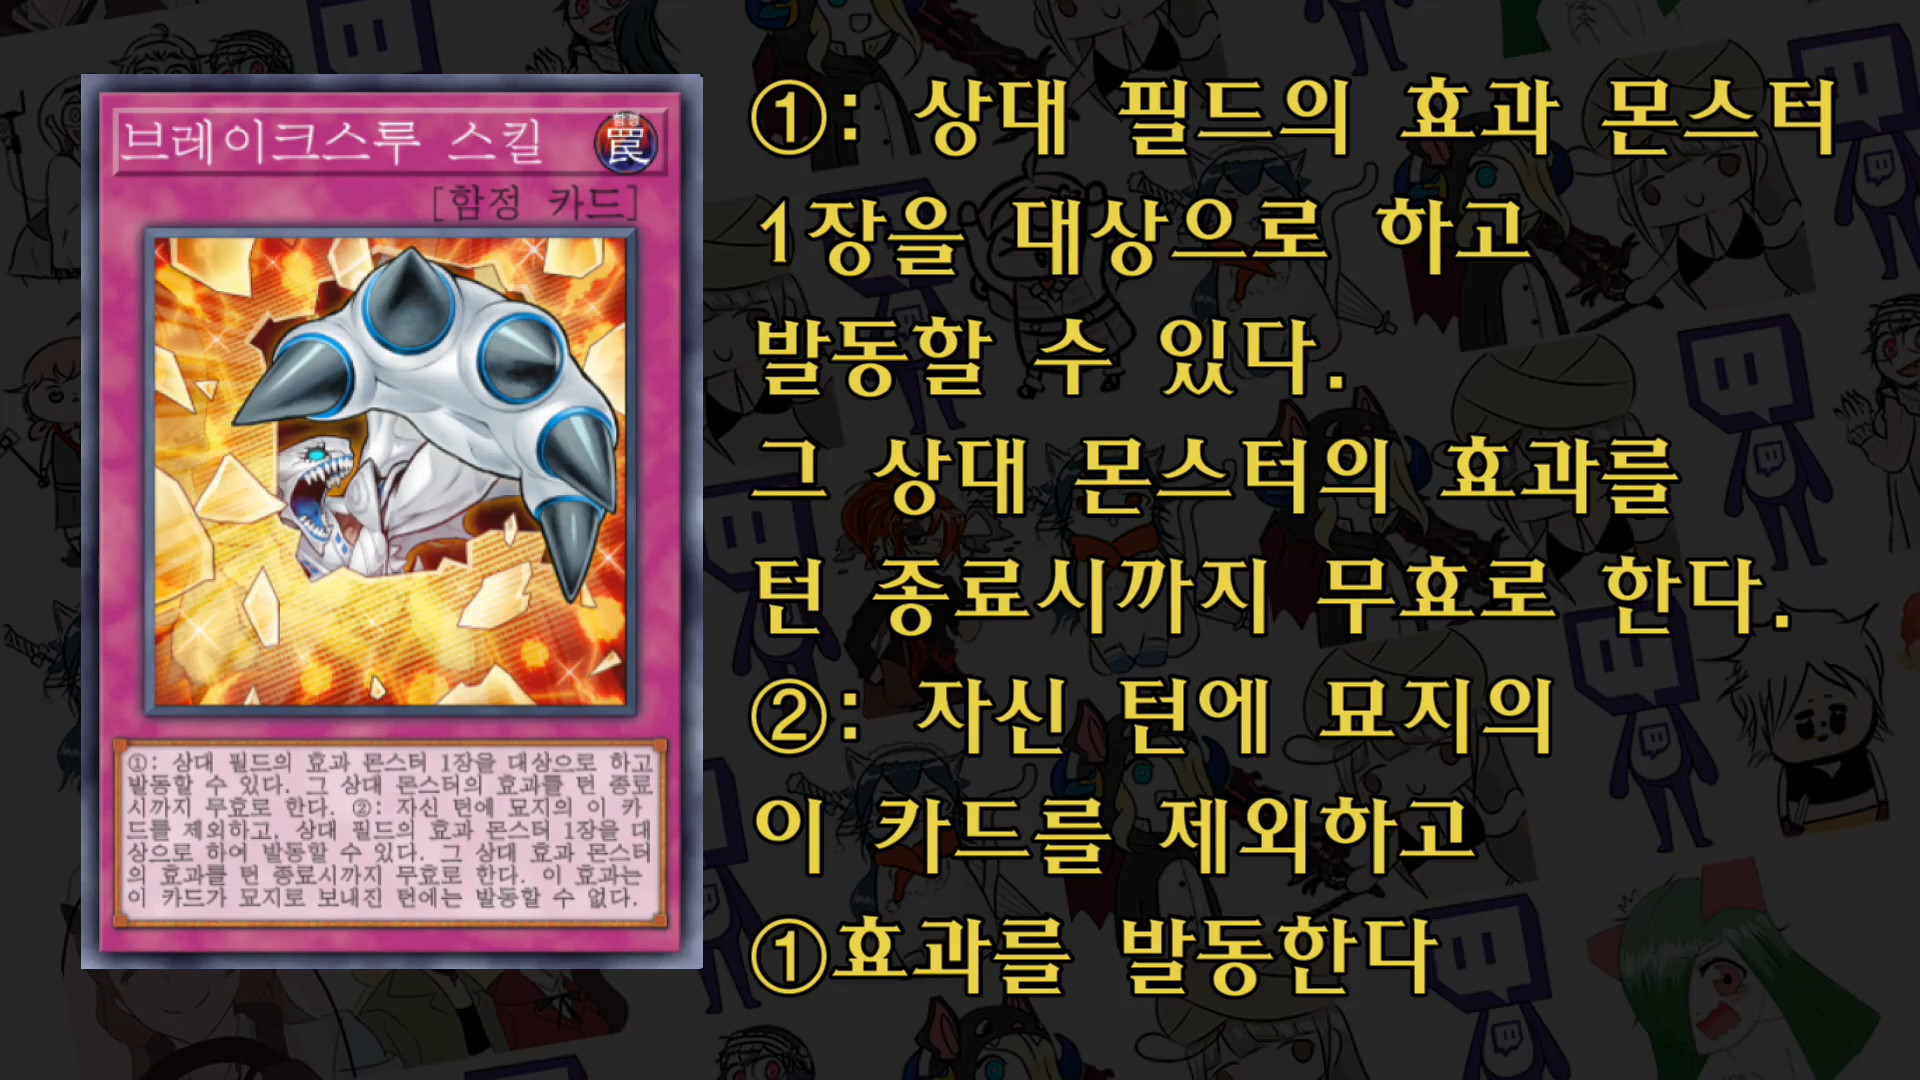 브레이크스루 스킬
함정
罠
[함정 카드]
①: 상대 필드의 효과 몬스터 1장을 대상으로 하고
발동할 수 있다. 그 상대 몬스터의 효과를 턴 종료
시까지 무효로 한다. ②: 자신 턴에 묘지의 이 카
드를 제외하고, 상대 필드의 효과 몬스터 1장을 대
상으로 하여 발동할 수 있다. 그 상대 효과 몬스터
의 효과를 턴 종료시까지 무효로 한다. 이 효과는
이 카드가 묘지로 보내진 턴에는 발동할 수 없다.
①: 상대 필드의 효과 몬스터
1장을 대상으로 하고
발동할 수 있다.
그 상대 몬스터의 효과를
턴 종료시까지 무효로 한다.
②: 자신 턴에 묘지의
이 카드를 제외하고
①효과를 발동한다